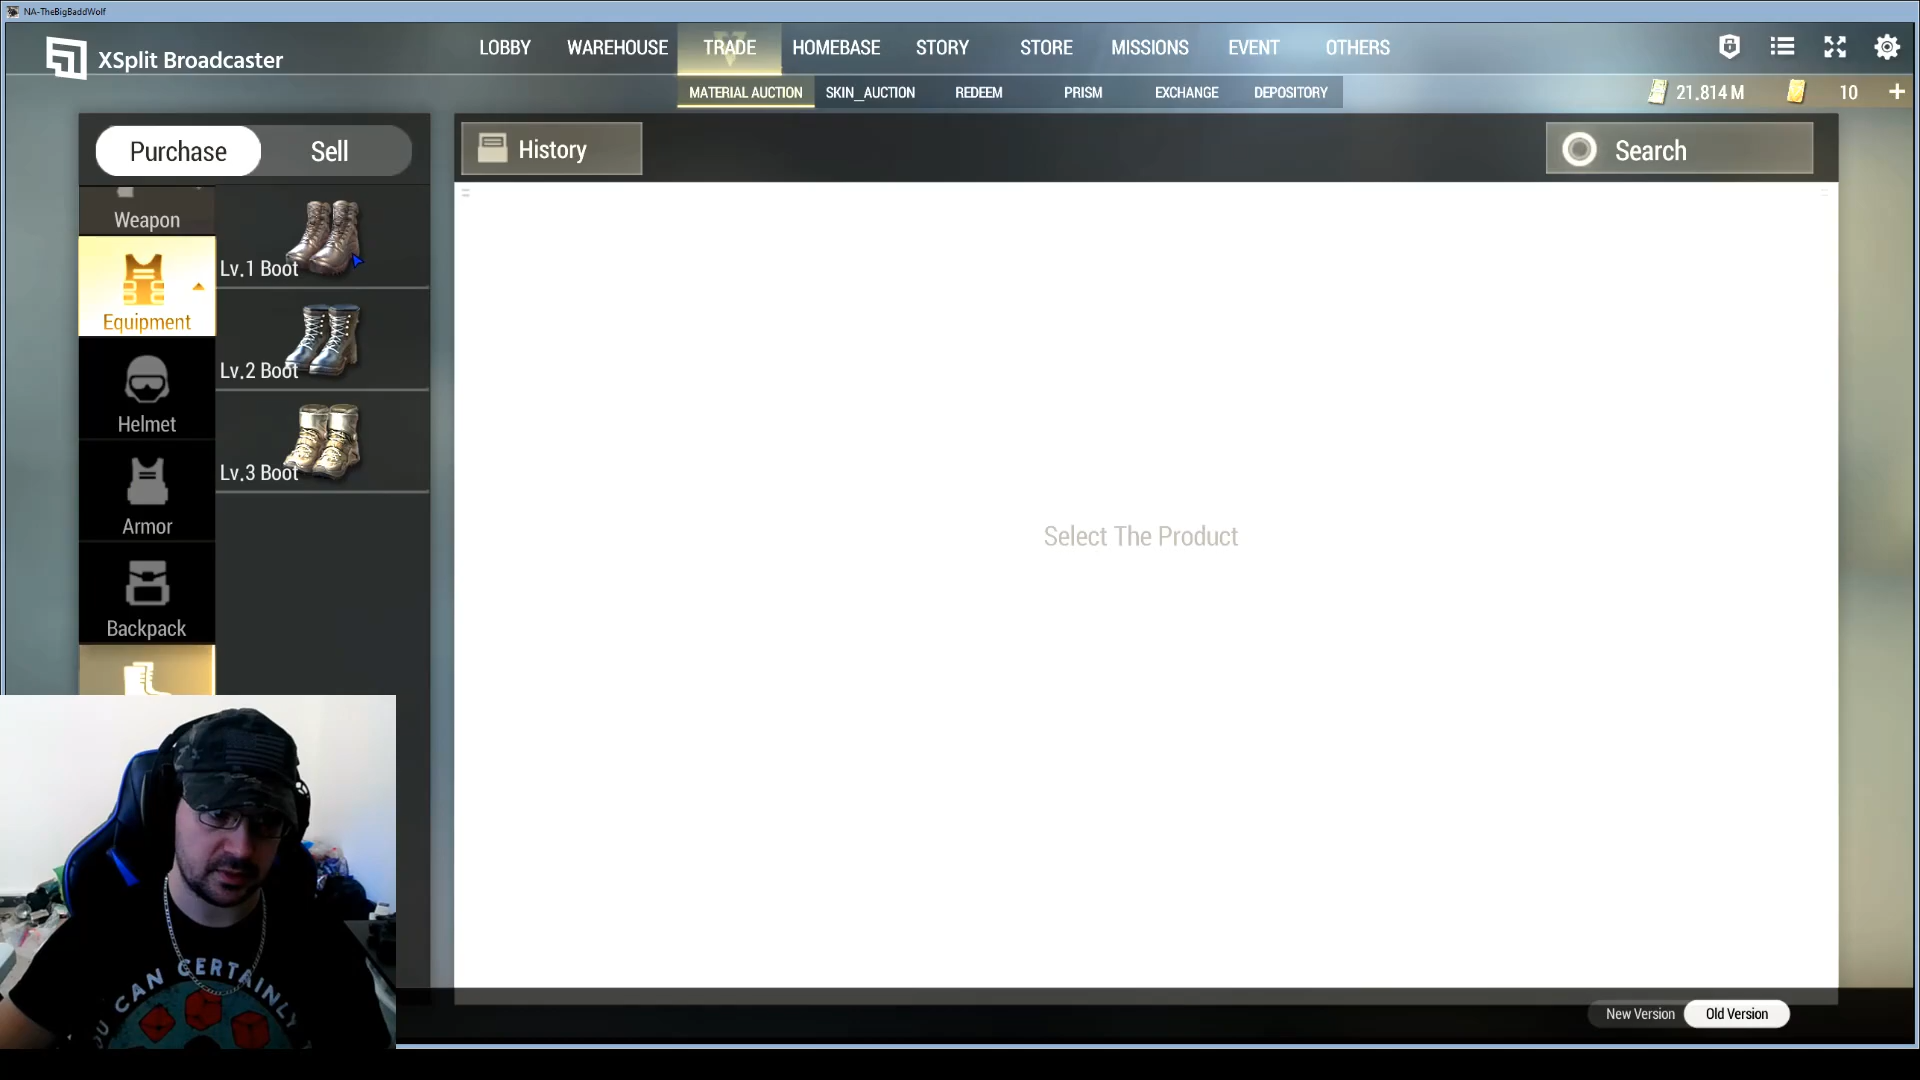 NA-TheBigBaddWolf
XSplit Broadcaster
LOBBY WAREHOUSE TRADE HOMEBASE STORY STORE MISSIONS EVENT OTHERS
MATERIAL AUCTION SKIN_AUCTION REDEEM PRISM EXCHANGE DEPOSITORY
21.814 M 10 +
Purchase Sell
History
Search
Weapon
Equipment
Helmet
Armor
Backpack
Lv.1 Boot
Lv.2 Boot
Lv.3 Boot
Select The Product
CAN CERTAINLY
New Version Old Version